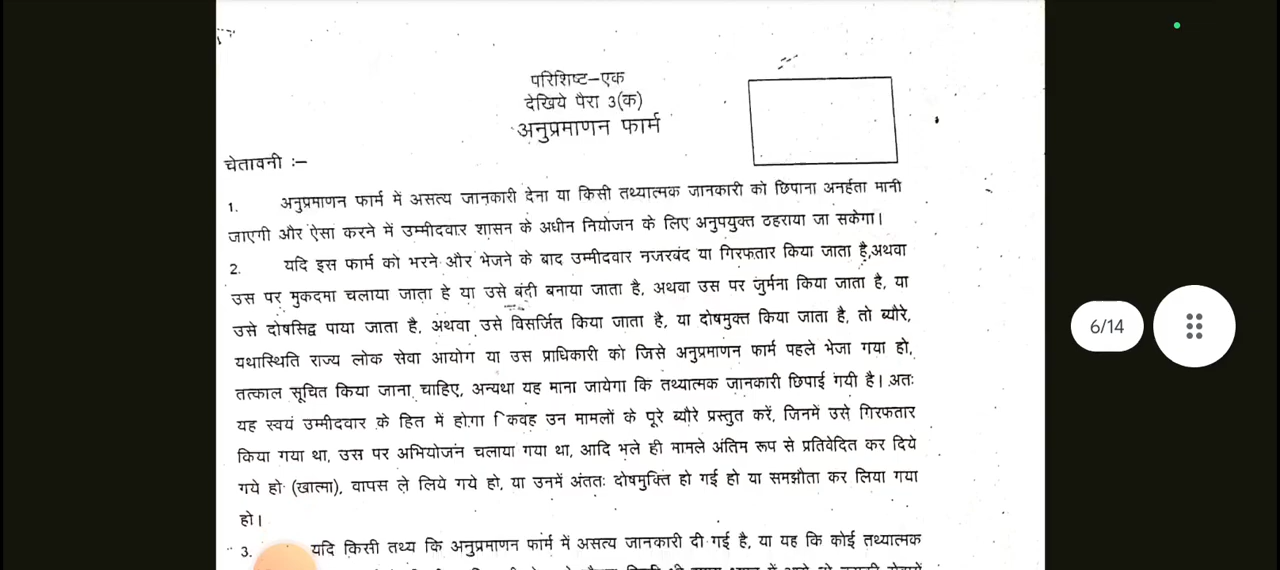 परिशिष्ट–एक
देखिये पैरा 3(क)
अनुप्रमाणन फार्म
चेतावनी :–
1. अनुप्रमाणन फार्म में असत्य जानकारी देना या किसी तथ्यात्मक जानकारी को छिपाना अनर्हता मानी
जाएगी और ऐसा करने में उम्मीदवार शासन के अधीन नियोजन के लिए अनुपयुक्त ठहराया जा सकेगा।
2. यदि इस फार्म को भरने और भेजने के बाद उम्मीदवार नजरबंद या गिरफतार किया जाता है,अथवा
उस पर मुकदमा चलाया जाता हे या उसे बंदी बनाया जाता है, अथवा उस पर जुर्मना किया जाता है, या
उसे दोषसिद्व पाया जाता है, अथवा उसे विसर्जित किया जाता है, या दोषमुक्त किया जाता है, तो ब्यौरे,
यथास्थिति राज्य लोक सेवा आयोग या उस प्राधिकारी को जिसे अनुप्रमाणन फार्म पहले भेजा गया हो,
तत्काल सूचित किया जाना चाहिए, अन्यथा यह माना जायेगा कि तथ्यात्मक जानकारी छिपाई गयी है। अतः
यह स्वयं उम्मीदवार के हित में होगा किवह उन मामलों के पूरे ब्यौरे प्रस्तुत करें, जिनमें उसे गिरफतार
किया गया था, उस पर अभियोजन चलाया गया था, आदि भले ही मामले अंतिम रूप से प्रतिवेदित कर दिये
गये हो (खात्मा), वापस ले लिये गये हो, या उनमें अंततः दोषमुक्ति हो गई हो या समझौता कर लिया गया
हो।
3. यदि किसी तथ्य कि अनुप्रमाणन फार्म में असत्य जानकारी दी गई है, या यह कि कोई तथ्यात्मक
6/14